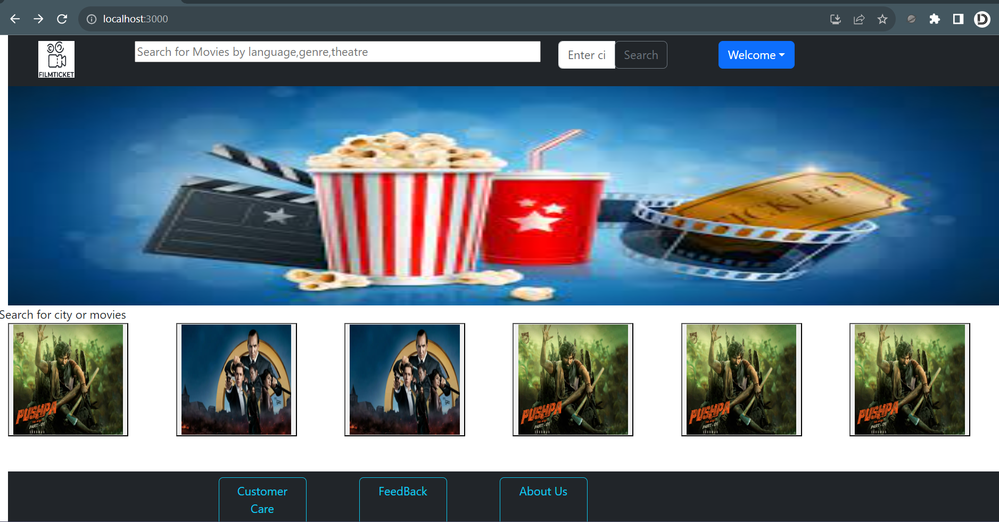 localhost:3000
FILMTICKET
Search for Movies by language,genre,theatre
Enter ci
Search
Welcome
TICKET
Search for city or movies
PUSHPA
PART-01
PUSHPA
PART-01
PUSHPA
PART-01
PUSHPA
PART-01
Customer
Care
FeedBack
About Us